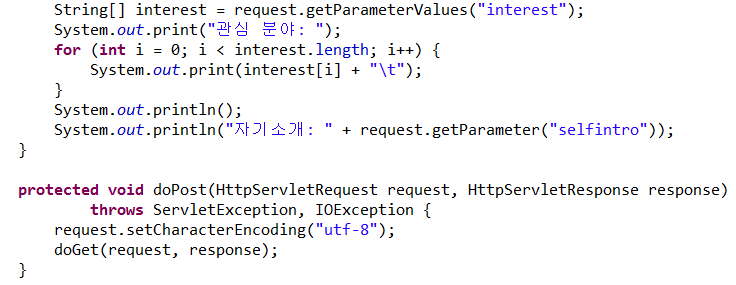 String[] interest = request.getParameterValues("interest");
System.out.print("관심 분야: ");
for (int i = 0; i < interest.length; i++) {
System.out.print(interest[i] + "\t");
}
System.out.println();
System.out.println("자기소개: " + request.getParameter("selfintro"));
}
protected void doPost(HttpServletRequest request, HttpServletResponse response)
throws ServletException, IOException {
request.setCharacterEncoding("utf-8");
doGet(request, response);
}